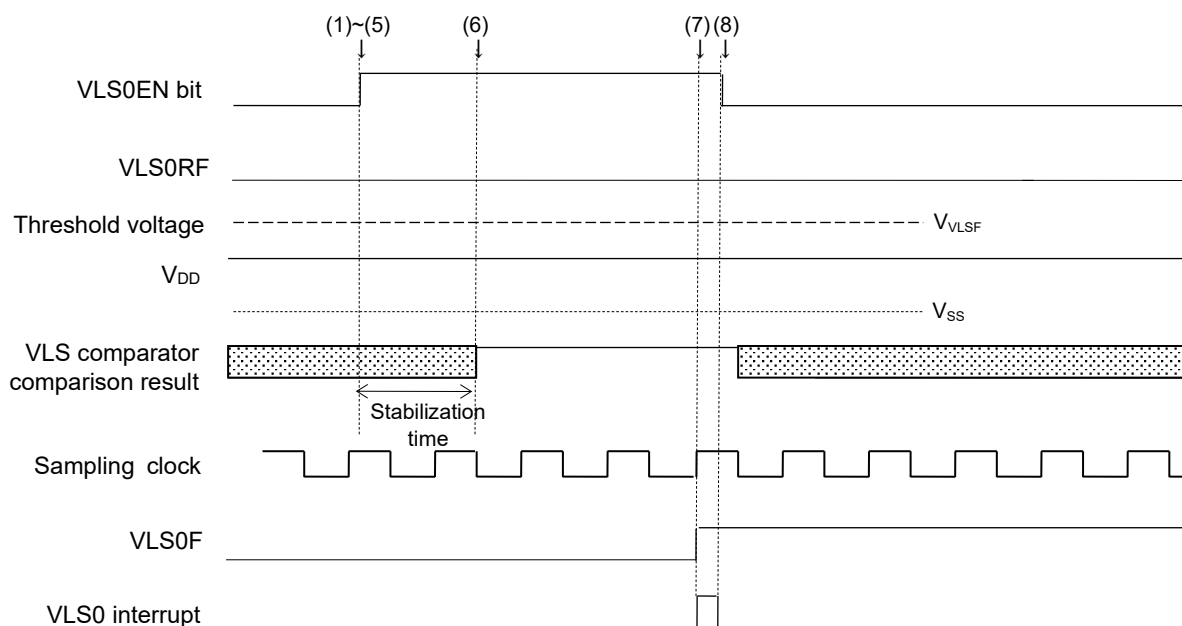 (1)~(5)
(6)
(7)
(8)
VLS0EN bit
VLS0RF
Threshold voltage
VVLSF
VDD
VSS
VLS comparator
comparison result
Stabilization
time
Sampling clock
VLS0F
VLS0 interrupt